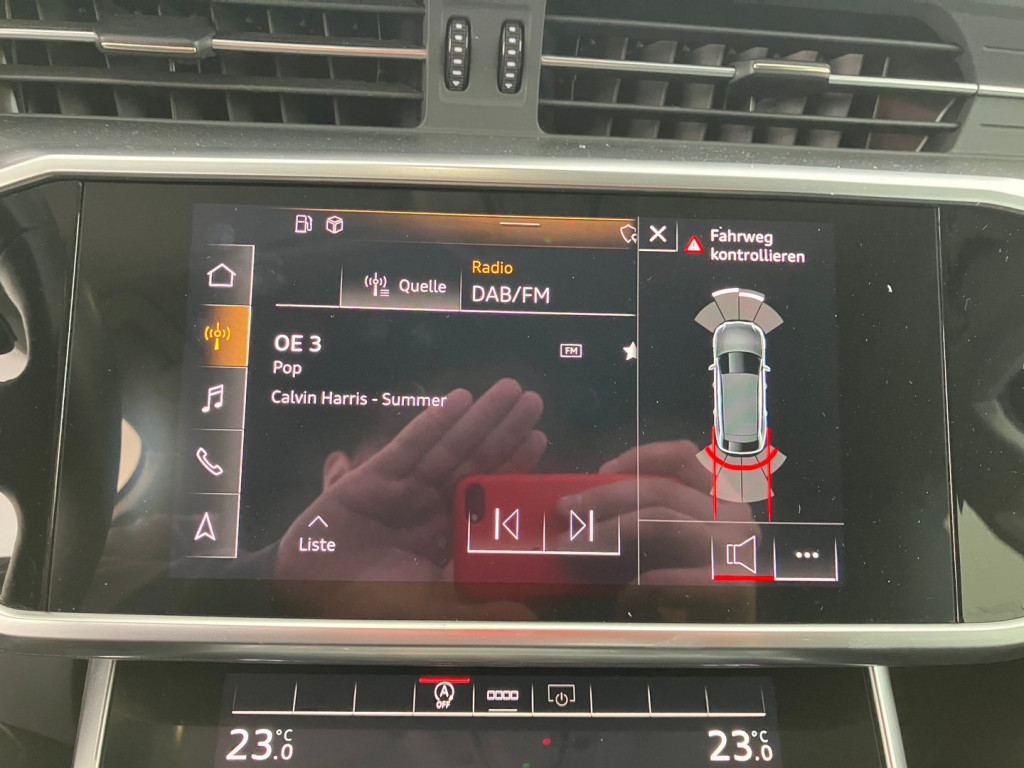 Fahrweg
kontrollieren
Radio
Quelle
DAB/FM
OE 3
FM
Pop
Calvin Harris - Summer
Liste
A
OFF
23.0 °C
23.0 °C